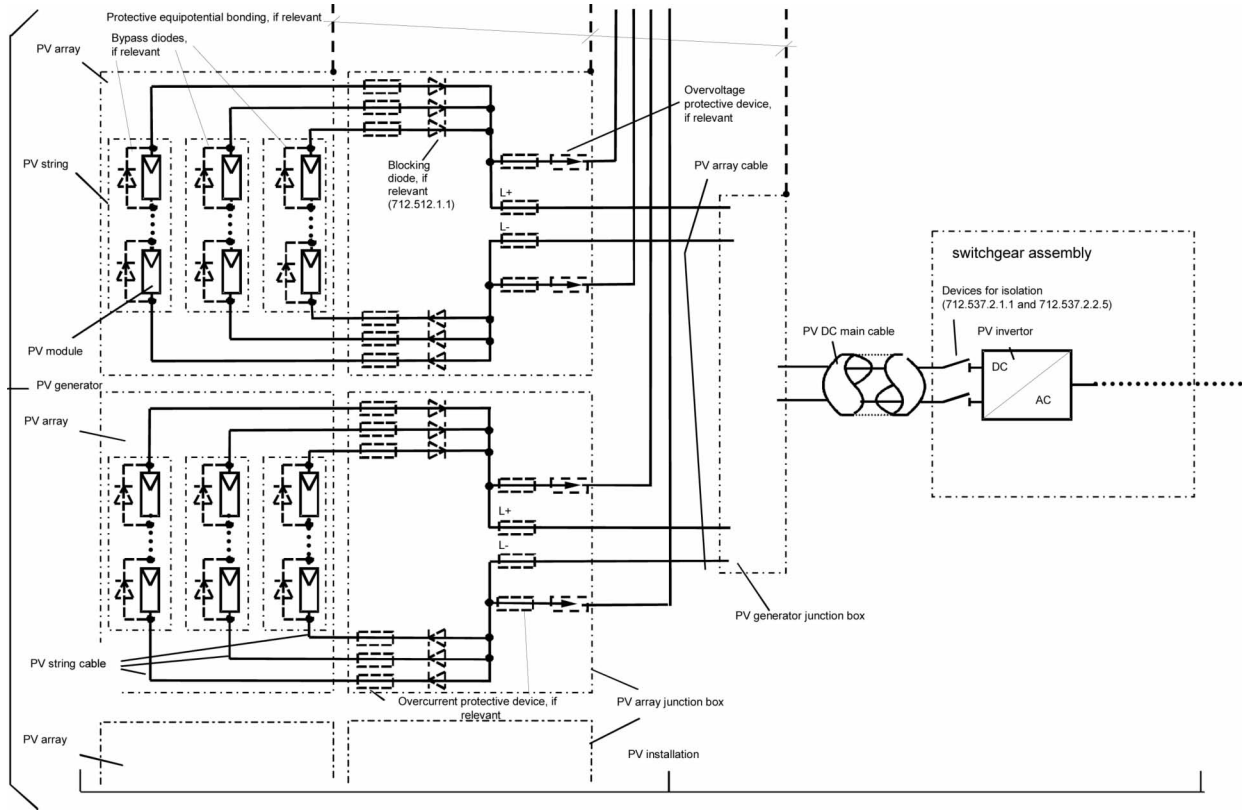 Protective equipotential bonding, if relevant
Bypass diodes,
if relevant
PV array
Overvoltage
protective device,
if relevant
PV string
Blocking
diode, if
relevant
(712.512.1.1)
PV array cable
L+
L-
switchgear assembly
Devices for isolation
(712.537.2.1.1 and 712.537.2.2.5)
PV DC main cable
PV invertor
PV module
DC
AC
PV generator
PV array
L+
L-
PV generator junction box
PV string cable
Overcurrent protective device, if
relevant
PV array junction box
PV array
PV installation